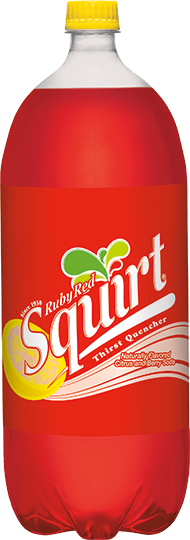 since 1938
Ruby Red
Squirt®
Thirst Quencher
Naturally Flavored
Citrus and Berry Soda